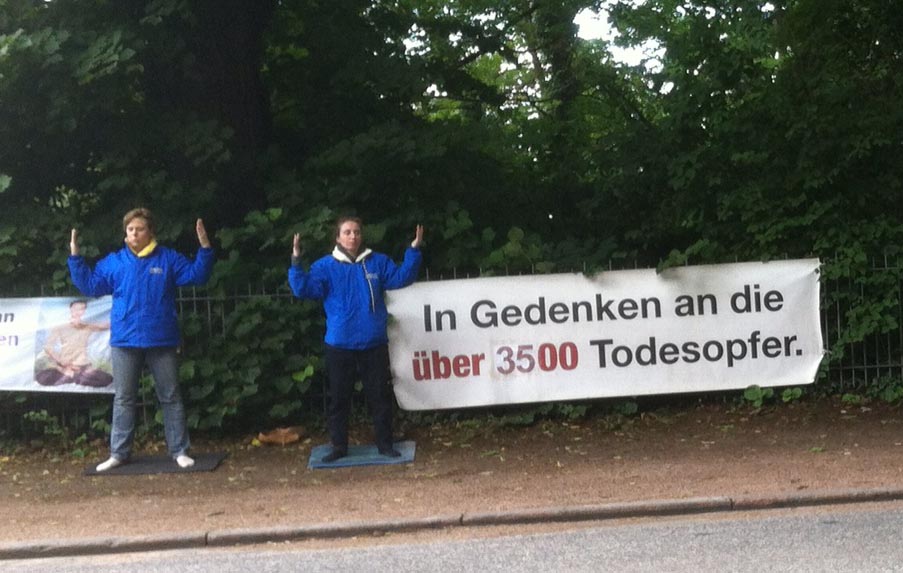 In Gedenken an die
über 3500 Todesopfer.